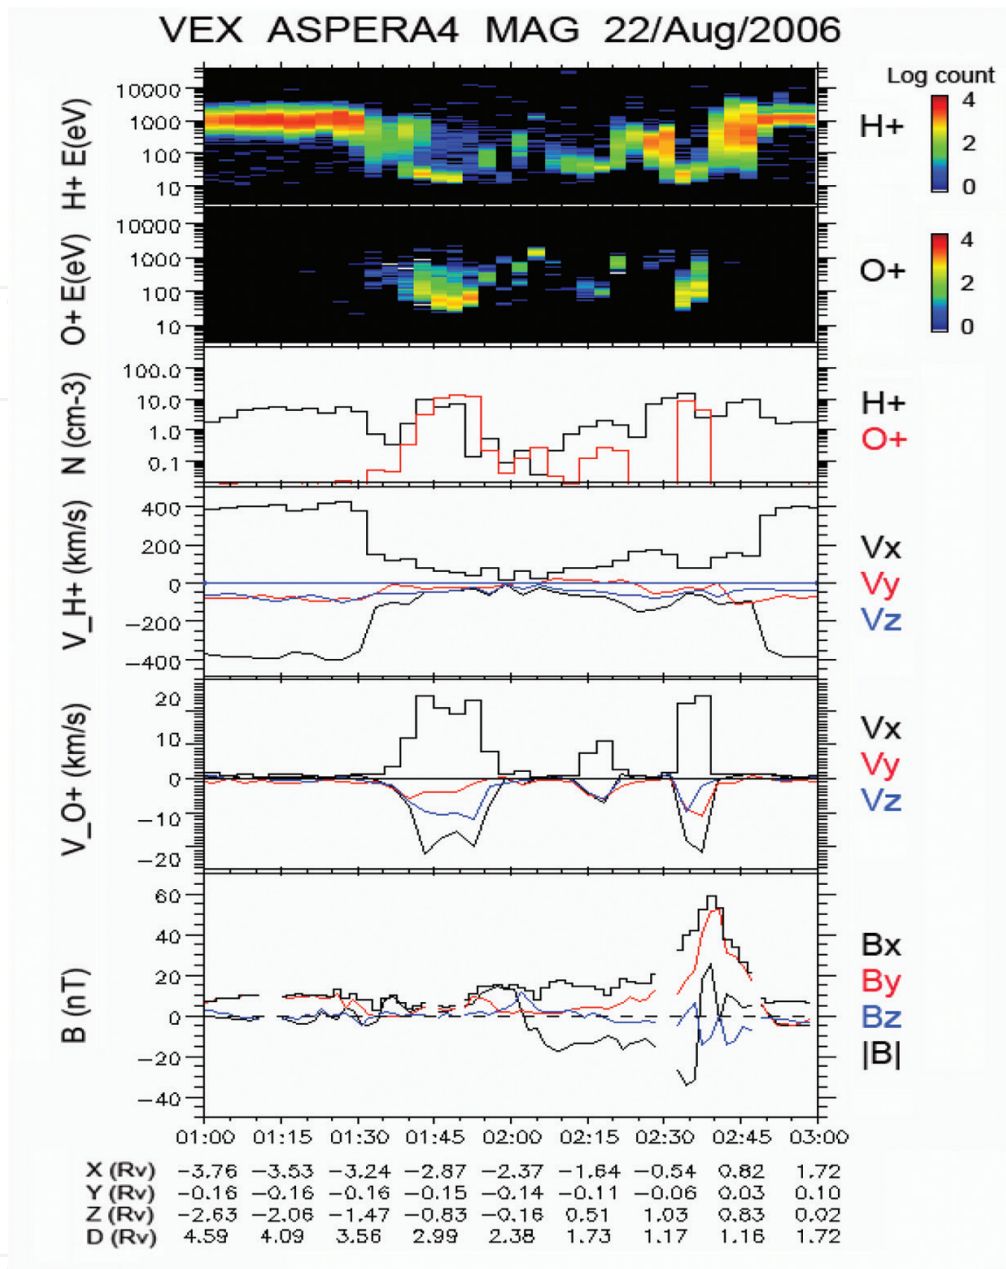 VEX ASPERA4 MAG 22/Aug/2006
Log count
H+ E(eV)
10000
1000
100
10
H+
4
2
0
O+ E(eV)
10000
1000
100
10
O+
4
2
0
N (cm-3)
100.0
10.0
1.0
0.1
H+
O+
V_H+ (km/s)
400
200
0
-200
-400
Vx
Vy
Vz
V_O+ (km/s)
20
10
0
-10
-20
Vx
Vy
Vz
B (nT)
60
40
20
0
-20
-40
Bx
By
Bz
|B|
01:00 01:15 01:30 01:45 02:00 02:15 02:30 02:45 03:00
X (Rv) -3.76 -3.53 -3.24 -2.87 -2.37 -1.64 -0.54 0.82 1.72
Y (Rv) -0.16 -0.16 -0.16 -0.15 -0.14 -0.11 -0.06 0.03 0.10
Z (Rv) -2.63 -2.06 -1.47 -0.83 -0.16 0.51 1.03 0.83 0.02
D (Rv) 4.59 4.09 3.56 2.99 2.38 1.73 1.17 1.16 1.72